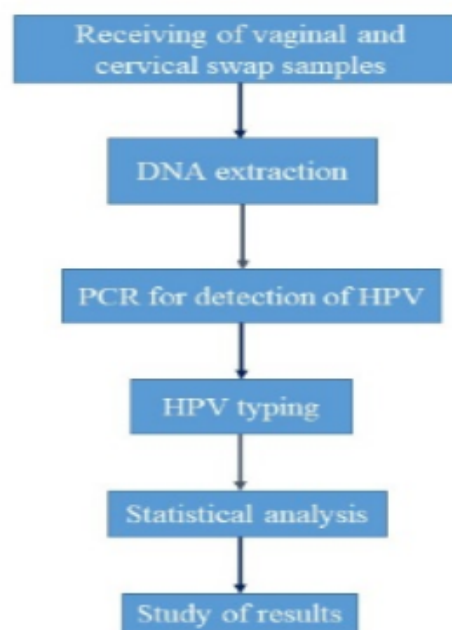 Receiving of vaginal and
cervical swap samples
DNA extraction
PCR for detection of HPV
HPV typing
Statistical analysis
Study of results